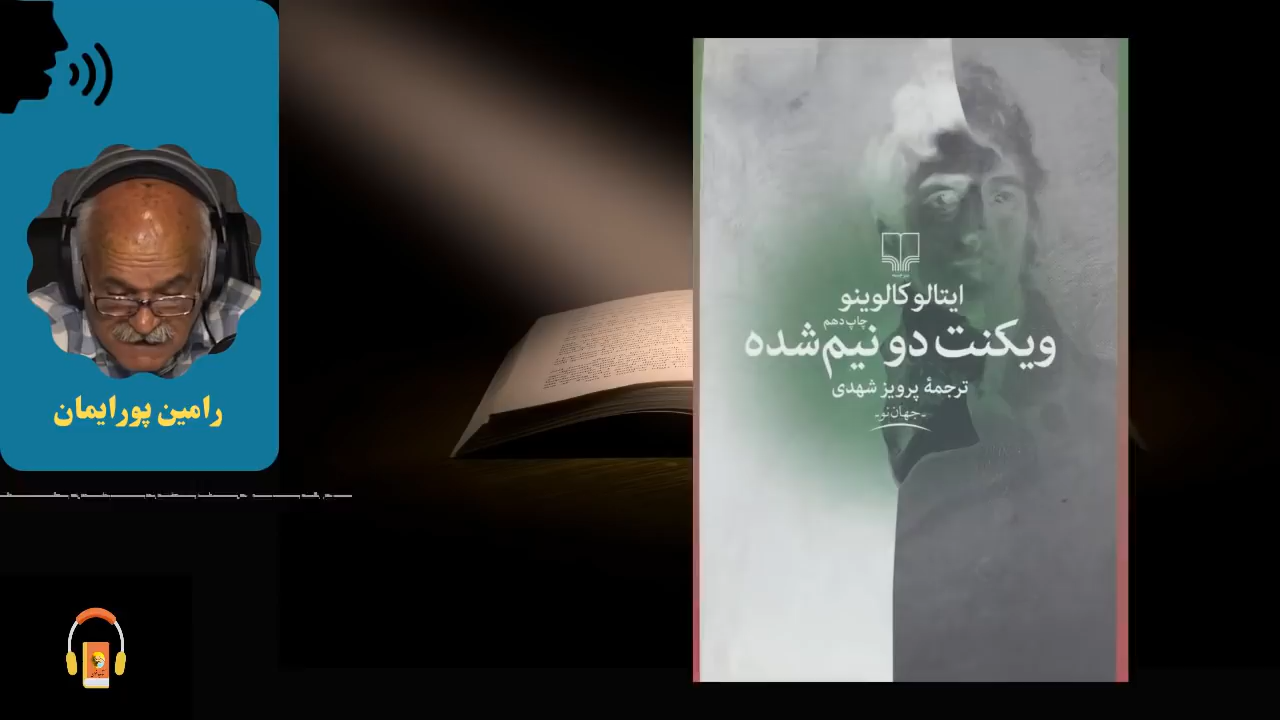 رامین پورایمان
ایتالو کالوینو
چاپ دهم
ویکنت دو نیم‌شده
ترجمهٔ پرویز شهدی
-جهان‌نو-